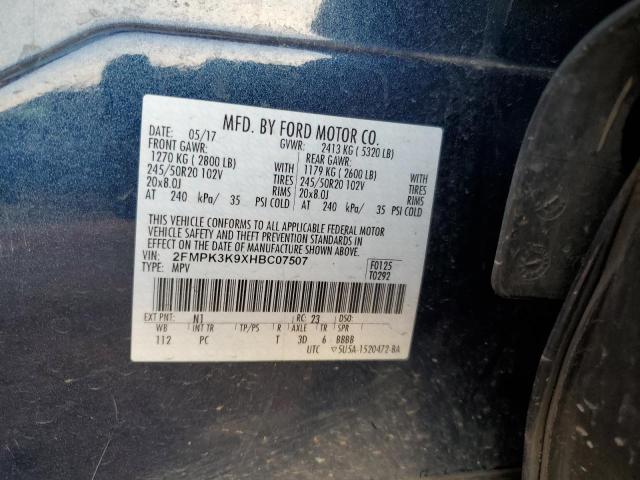 MFD. BY FORD MOTOR CO.
DATE: 05/17 GVWR: 2413 KG ( 5320 LB)
FRONT GAWR: REAR GAWR:
1270 KG ( 2800 LB) WITH 1179 KG ( 2600 LB) WITH
245/50R20 102V TIRES 245/50R20 102V TIRES
20x8.0J RIMS 20x8.0J RIMS
AT 240 kPa/ 35 PSI COLD AT 240 kPa/ 35 PSI COLD
THIS VEHICLE CONFORMS TO ALL APPLICABLE FEDERAL MOTOR
VEHICLE SAFETY AND THEFT PREVENTION STANDARDS IN
EFFECT ON THE DATE OF MANUFACTURE SHOWN ABOVE.
VIN: 2FMPK3K9XHBC07507
TYPE: MPV
F0125
T0292
EXT PNT: N1 RC: 23 DSO:
WB INT TR TP/PS R AXLE TR SPR
112 PC T 3D 6 BBBB
UTC ▽5U5A-1520472-BA